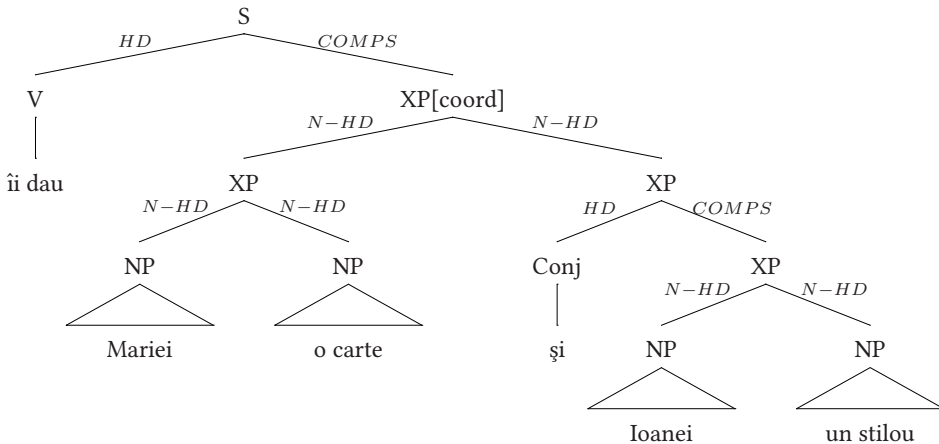 S
HD COMPS
V XP[coord]
N−HD N−HD
îi dau XP XP
N−HD N−HD HD COMPS
NP NP Conj XP
N−HD N−HD
Mariei o carte şi NP NP
Ioanei un stilou